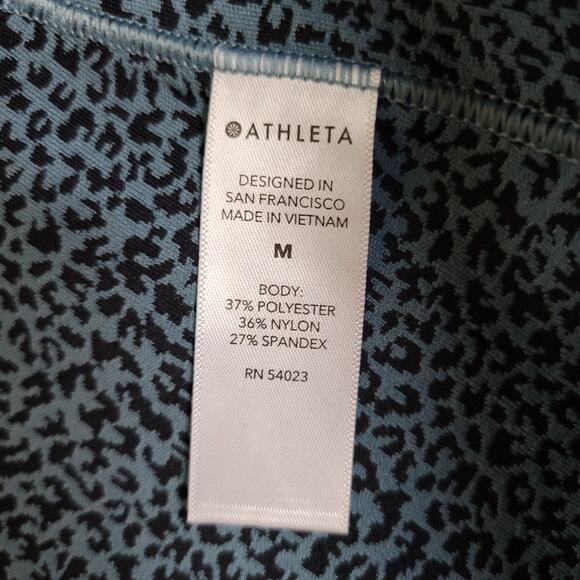 ATHLETA
DESIGNED IN
SAN FRANCISCO
MADE IN VIETNAM
M
BODY:
37% POLYESTER
36% NYLON
27% SPANDEX
RN 54023